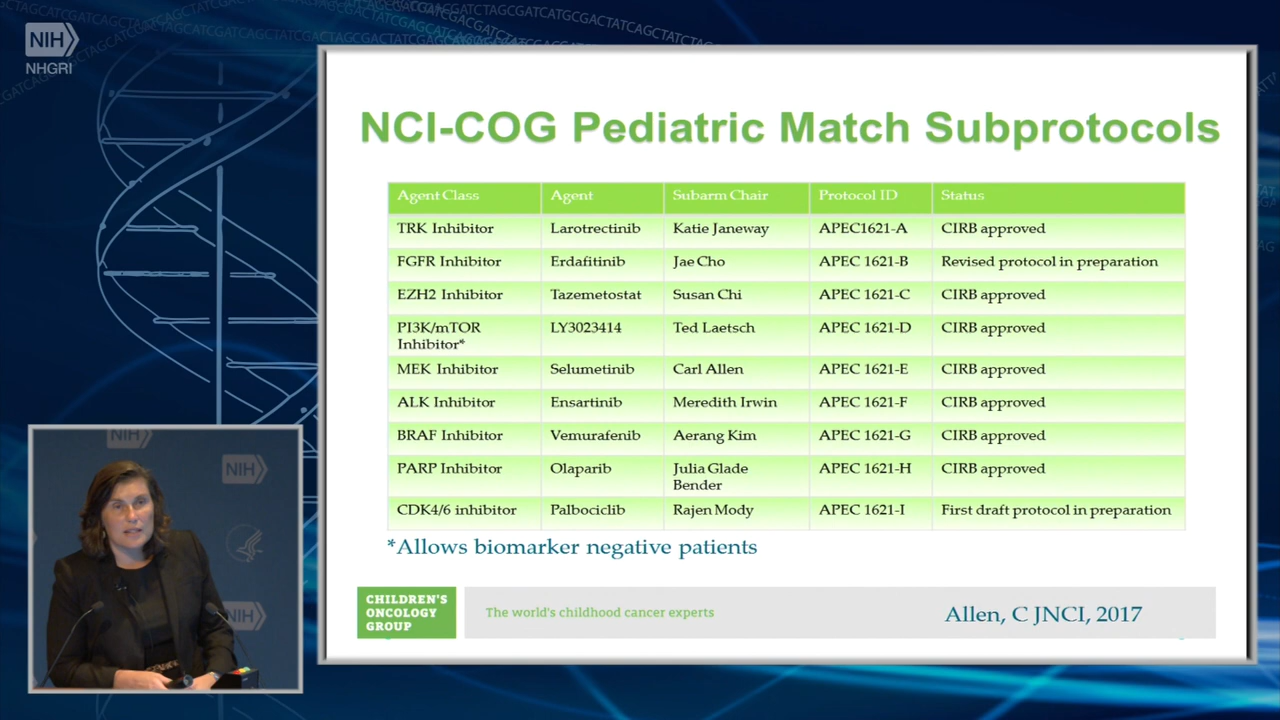 NIH
NHGRI
NCI-COG Pediatric Match Subprotocols
Agent Class Agent Subarm Chair Protocol ID Status
TRK Inhibitor Larotrectinib Katie Janeway APEC1621-A CIRB approved
FGFR Inhibitor Erdafitinib Jae Cho APEC 1621-B Revised protocol in preparation
EZH2 Inhibitor Tazemetostat Susan Chi APEC 1621-C CIRB approved
PI3K/mTOR LY3023414 Ted Laetsch APEC 1621-D CIRB approved
Inhibitor*
MEK Inhibitor Selumetinib Carl Allen APEC 1621-E CIRB approved
ALK Inhibitor Ensartinib Meredith Irwin APEC 1621-F CIRB approved
BRAF Inhibitor Vemurafenib Aerang Kim APEC 1621-G CIRB approved
PARP Inhibitor Olaparib Julia Glade APEC 1621-H CIRB approved
Bender
CDK4/6 inhibitor Palbociclib Rajen Mody APEC 1621-I First draft protocol in preparation
*Allows biomarker negative patients
CHILDREN'S
ONCOLOGY
GROUP
The world's childhood cancer experts
Allen, C JNCI, 2017
NIH
NIH
NIH